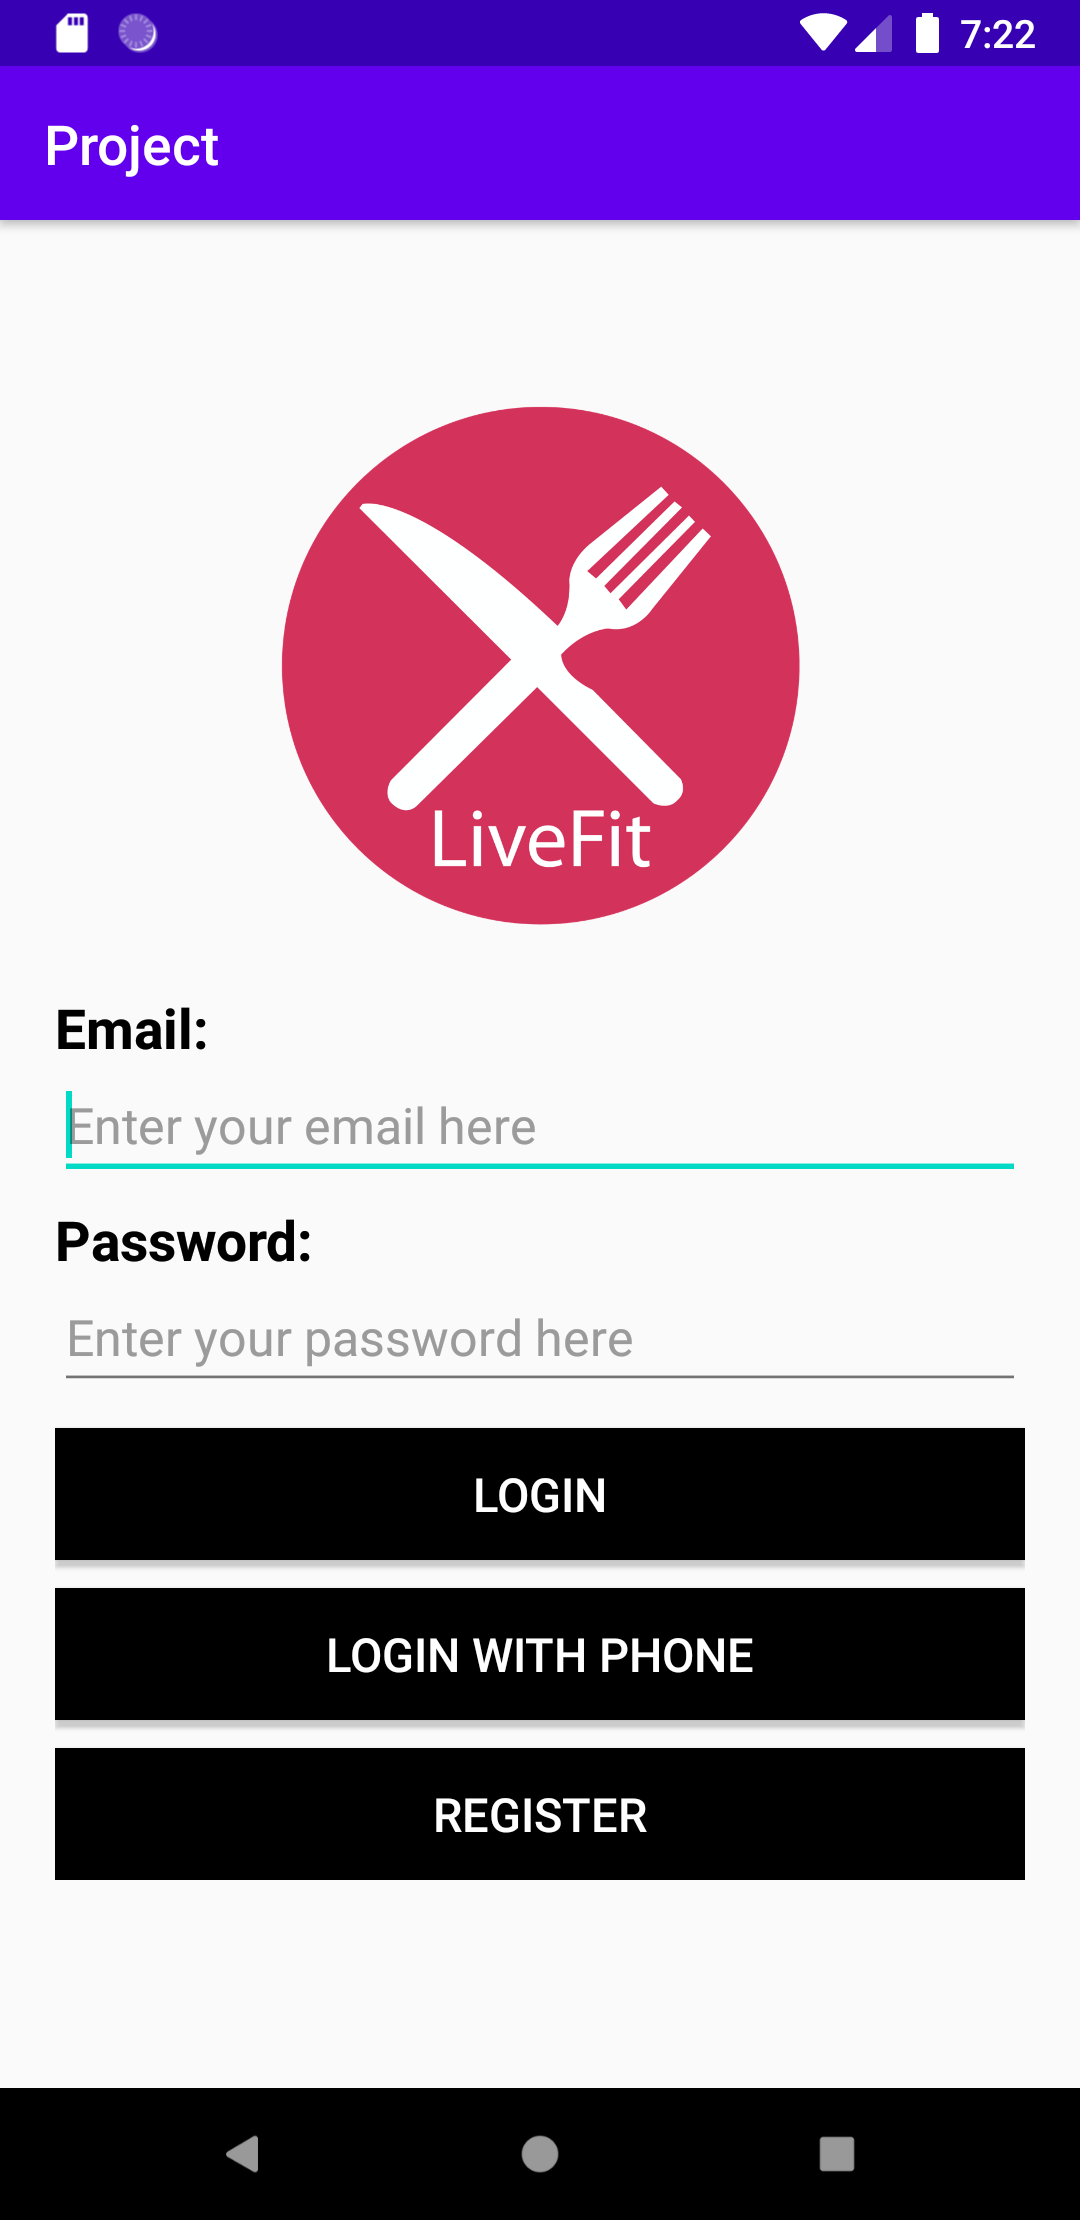 7:22
Project
LiveFit
Email:
Enter your email here
Password:
Enter your password here
LOGIN
LOGIN WITH PHONE
REGISTER